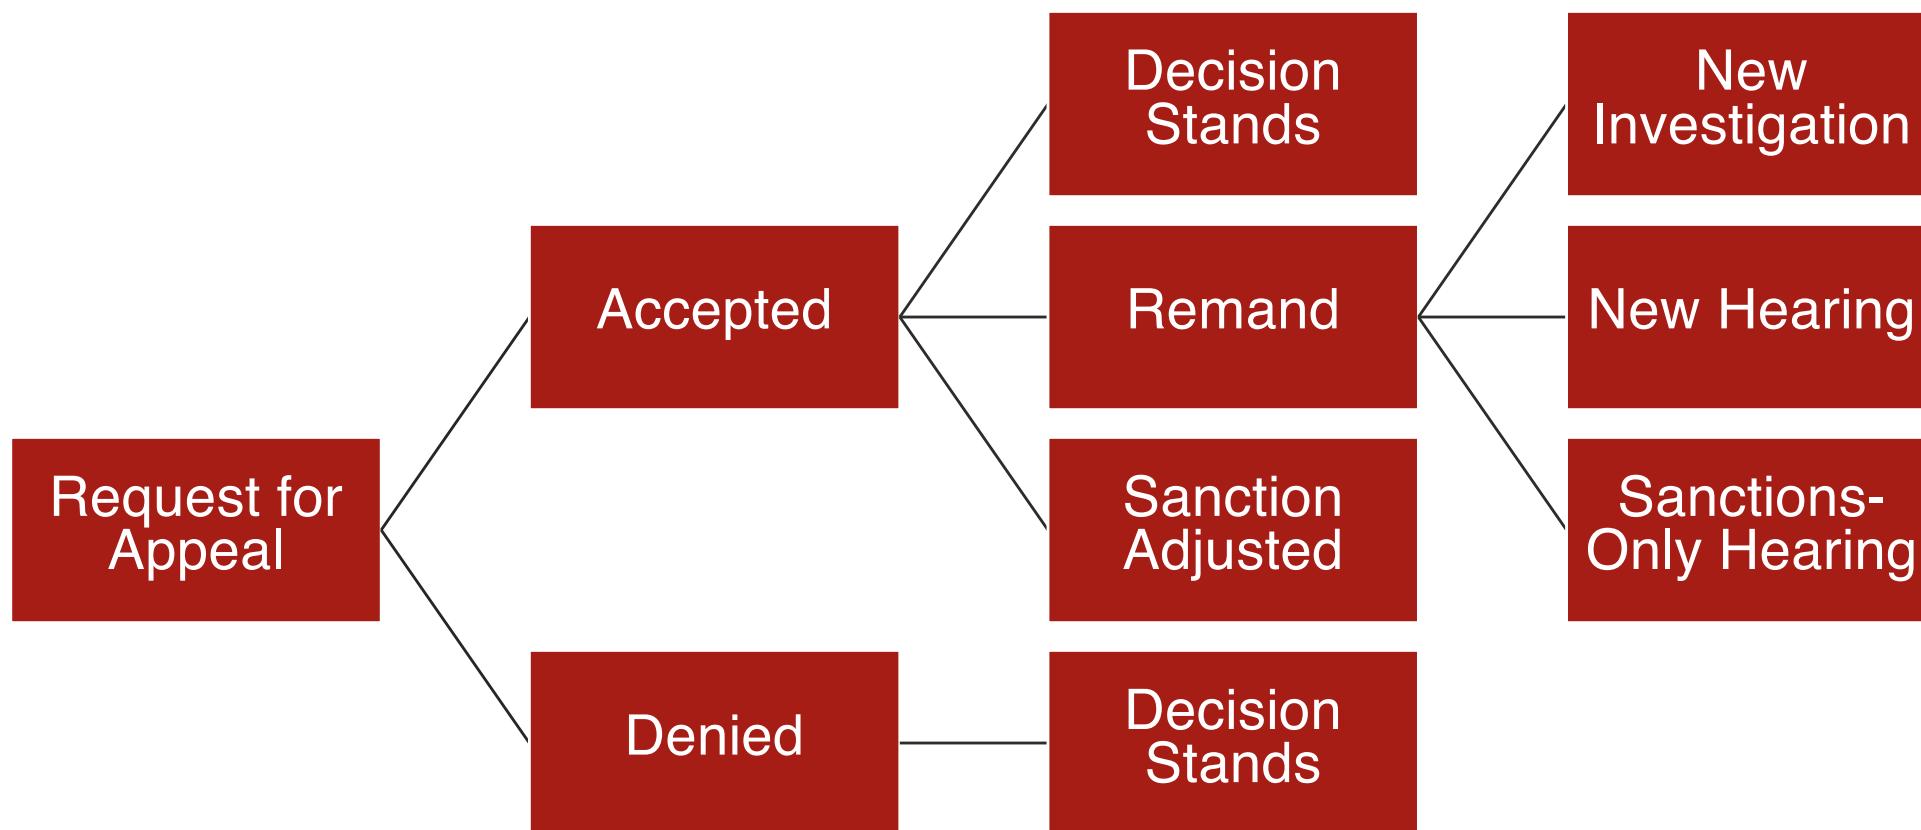 Request for
Appeal
Accepted
Denied
Decision
Stands
Remand
Sanction
Adjusted
Decision
Stands
New
Investigation
New Hearing
Sanctions-
Only Hearing